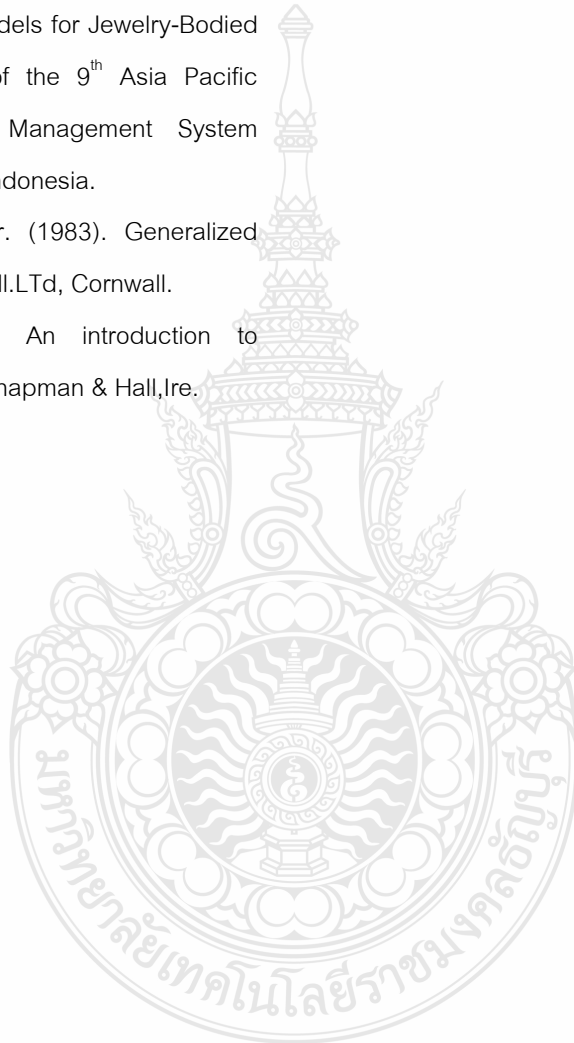 dels for Jewelry-Bodied
of the 9th Asia Pacific
Management System
ndonesia.
r. (1983). Generalized
ll.LTd, Cornwall.
An introduction to
hapman & Hall,Ire.
มหาวิทยาลัยเทคโนโลยีราชมงคลธัญบุรี